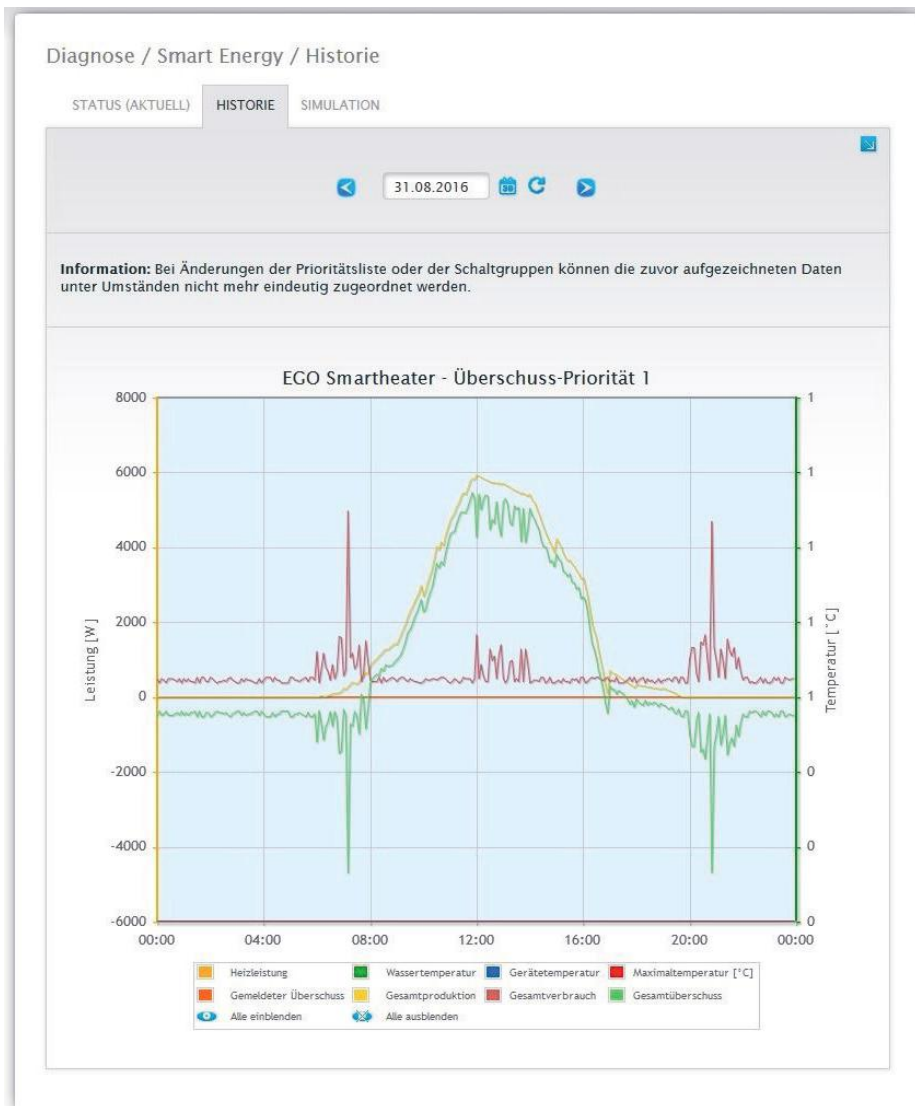 Diagnose / Smart Energy / Historie
STATUS (AKTUELL) HISTORIE SIMULATION
31.08.2016
Information: Bei Änderungen der Prioritätsliste oder der Schaltgruppen können die zuvor aufgezeichneten Daten
unter Umständen nicht mehr eindeutig zugeordnet werden.
EGO Smartheater - Überschuss-Priorität 1
8000 1
6000 1
4000 1
2000 1
0 1
-2000 0
-4000 0
-6000 0
Leistung [W]
Temperatur [°C]
00:00 04:00 08:00 12:00 16:00 20:00 00:00
Heizleistung Wassertemperatur Gerätetemperatur Maximaltemperatur [°C]
Gemeldeter Überschuss Gesamtproduktion Gesamtverbrauch Gesamtüberschuss
Alle einblenden Alle ausblenden